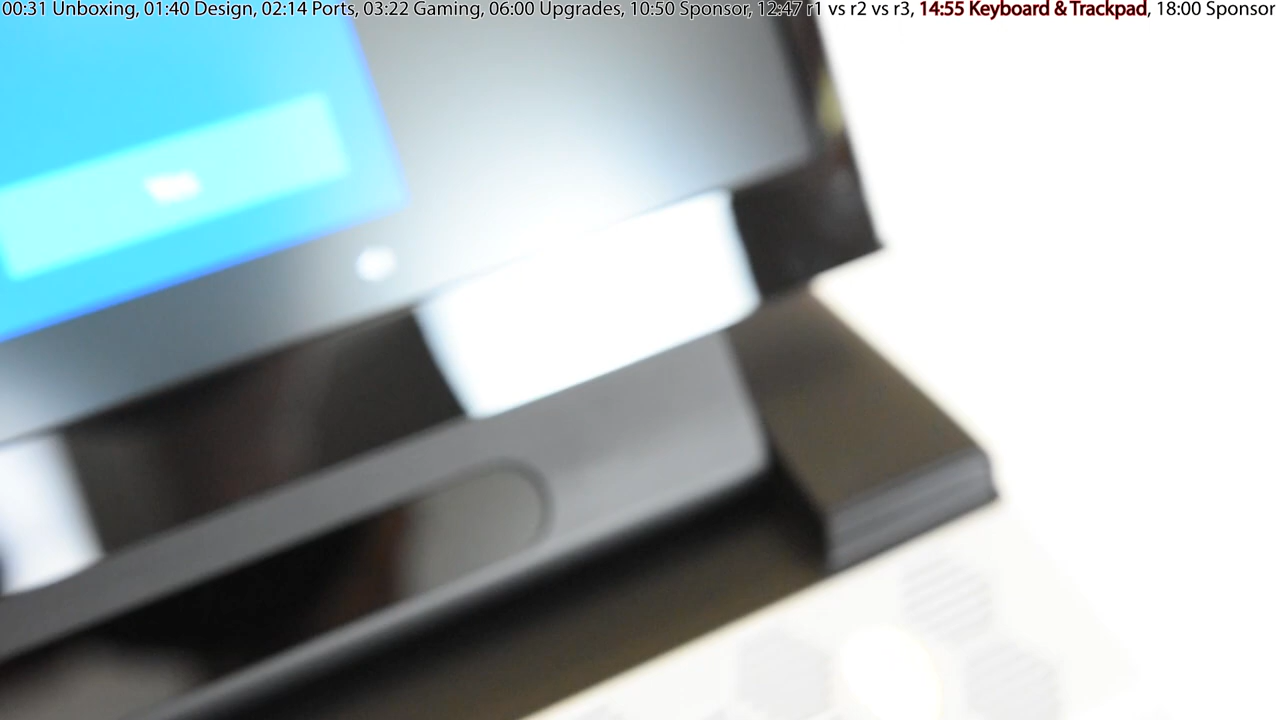 00:31 Unboxing, 01:40 Design, 02:14 Ports, 03:22 Gaming, 06:00 Upgrades, 10:50 Sponsor, 12:47 r1 vs r2 vs r3, 14:55 Keyboard & Trackpad, 18:00 Sponsor
Yes